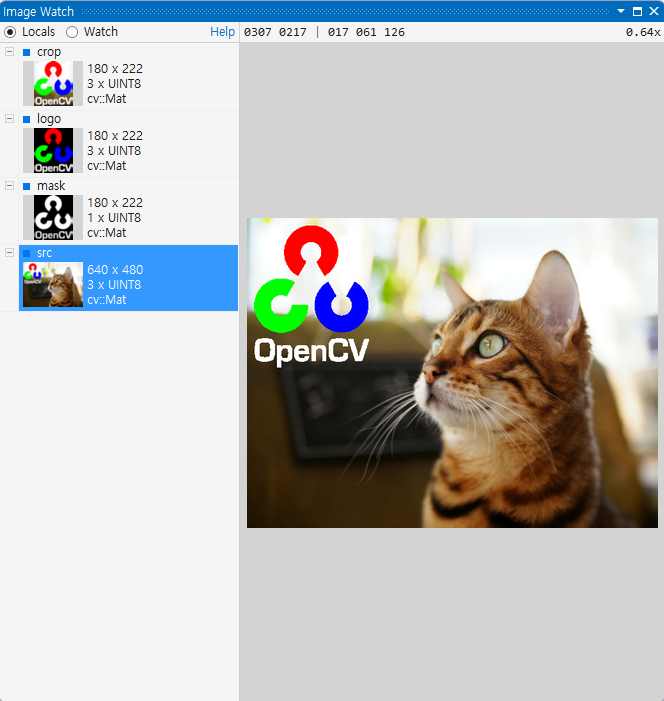 Image Watch
Locals Watch Help
0307 0217 | 017 061 126 0.64x
crop
180 x 222
3 x UINT8
cv::Mat
OpenCV
logo
180 x 222
3 x UINT8
cv::Mat
OpenCV
mask
180 x 222
1 x UINT8
cv::Mat
OpenCV
src
640 x 480
3 x UINT8
cv::Mat
OpenCV
OpenCV